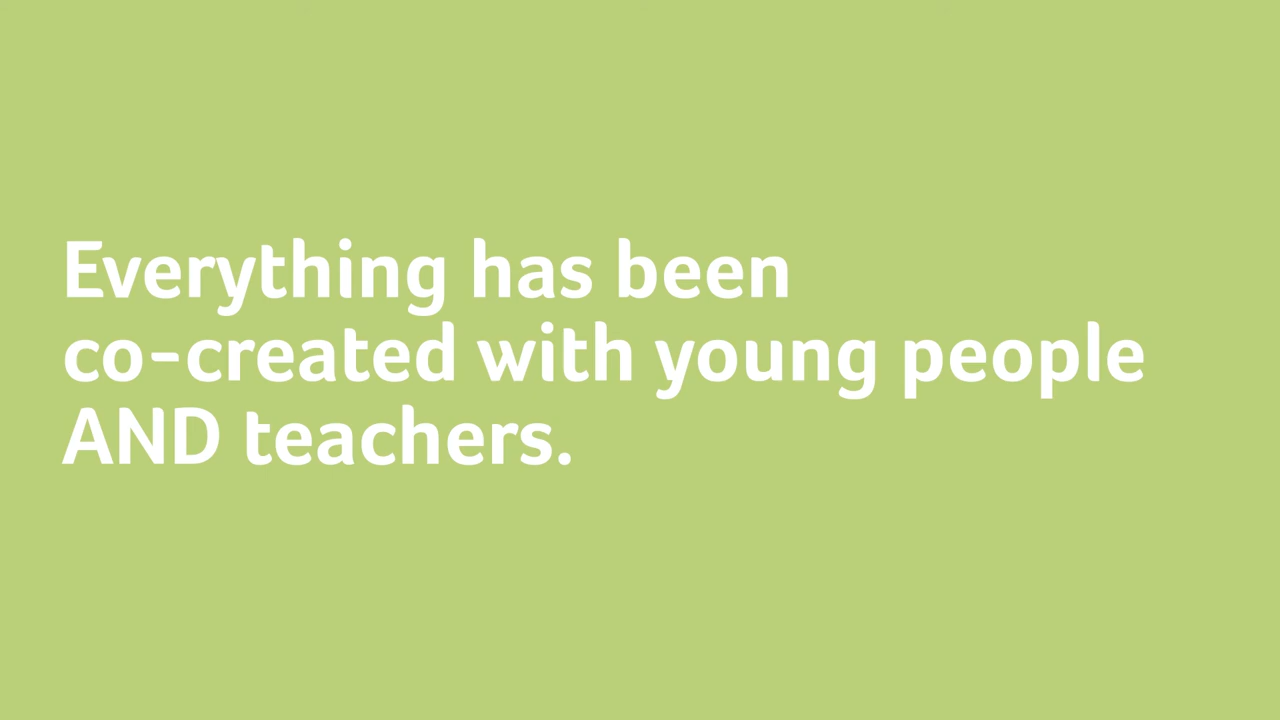 Everything has been
co-created with young people
AND teachers.